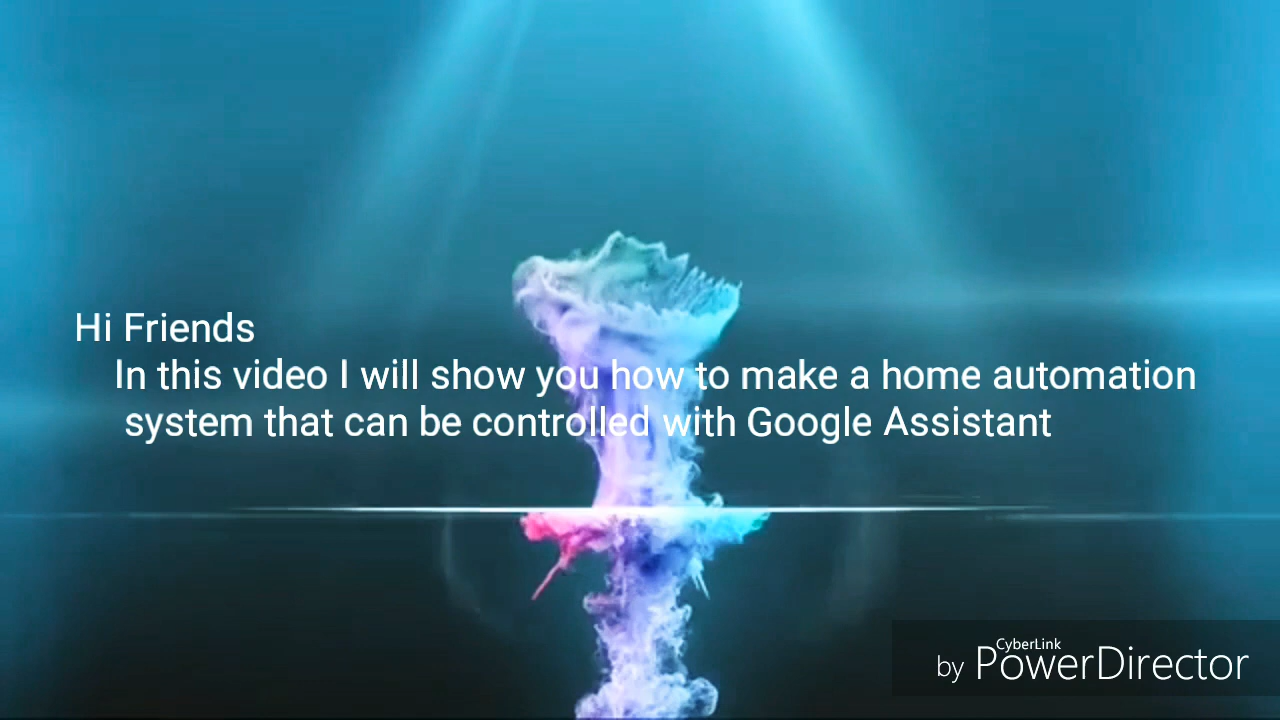 Hi Friends
In this video I will show you how to make a home automation
system that can be controlled with Google Assistant
CyberLink
by PowerDirector